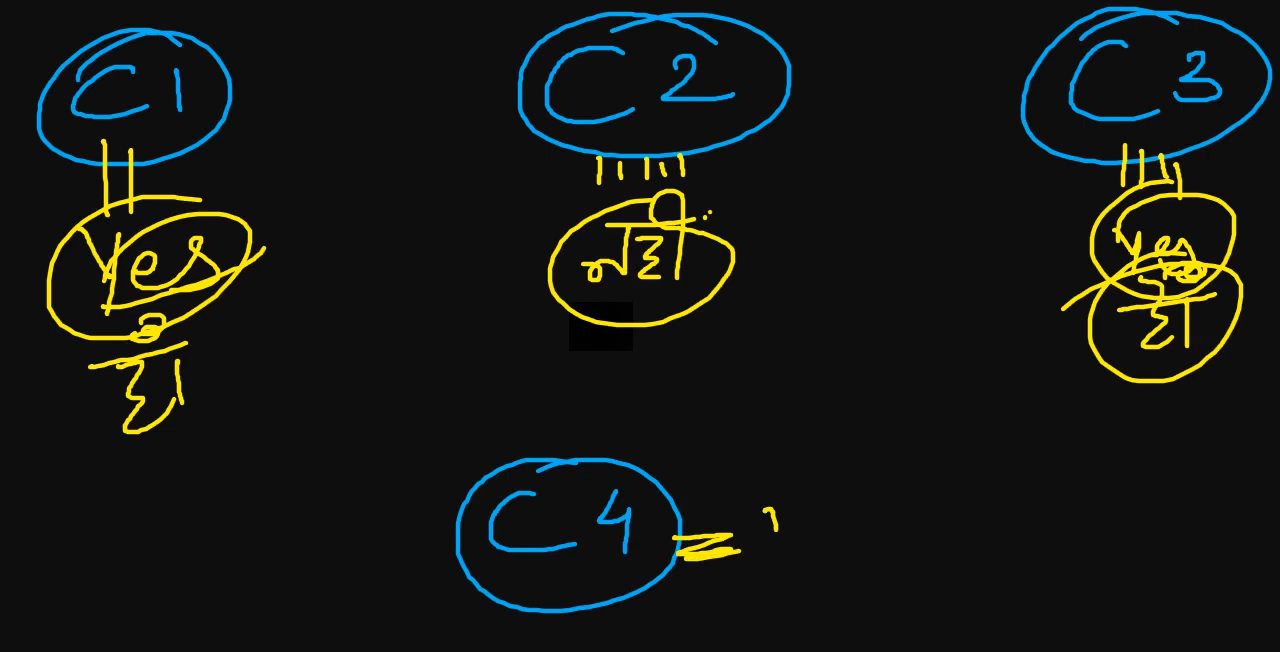 C1 C2 C3
Yes नही Yes
हा हा
C4 =